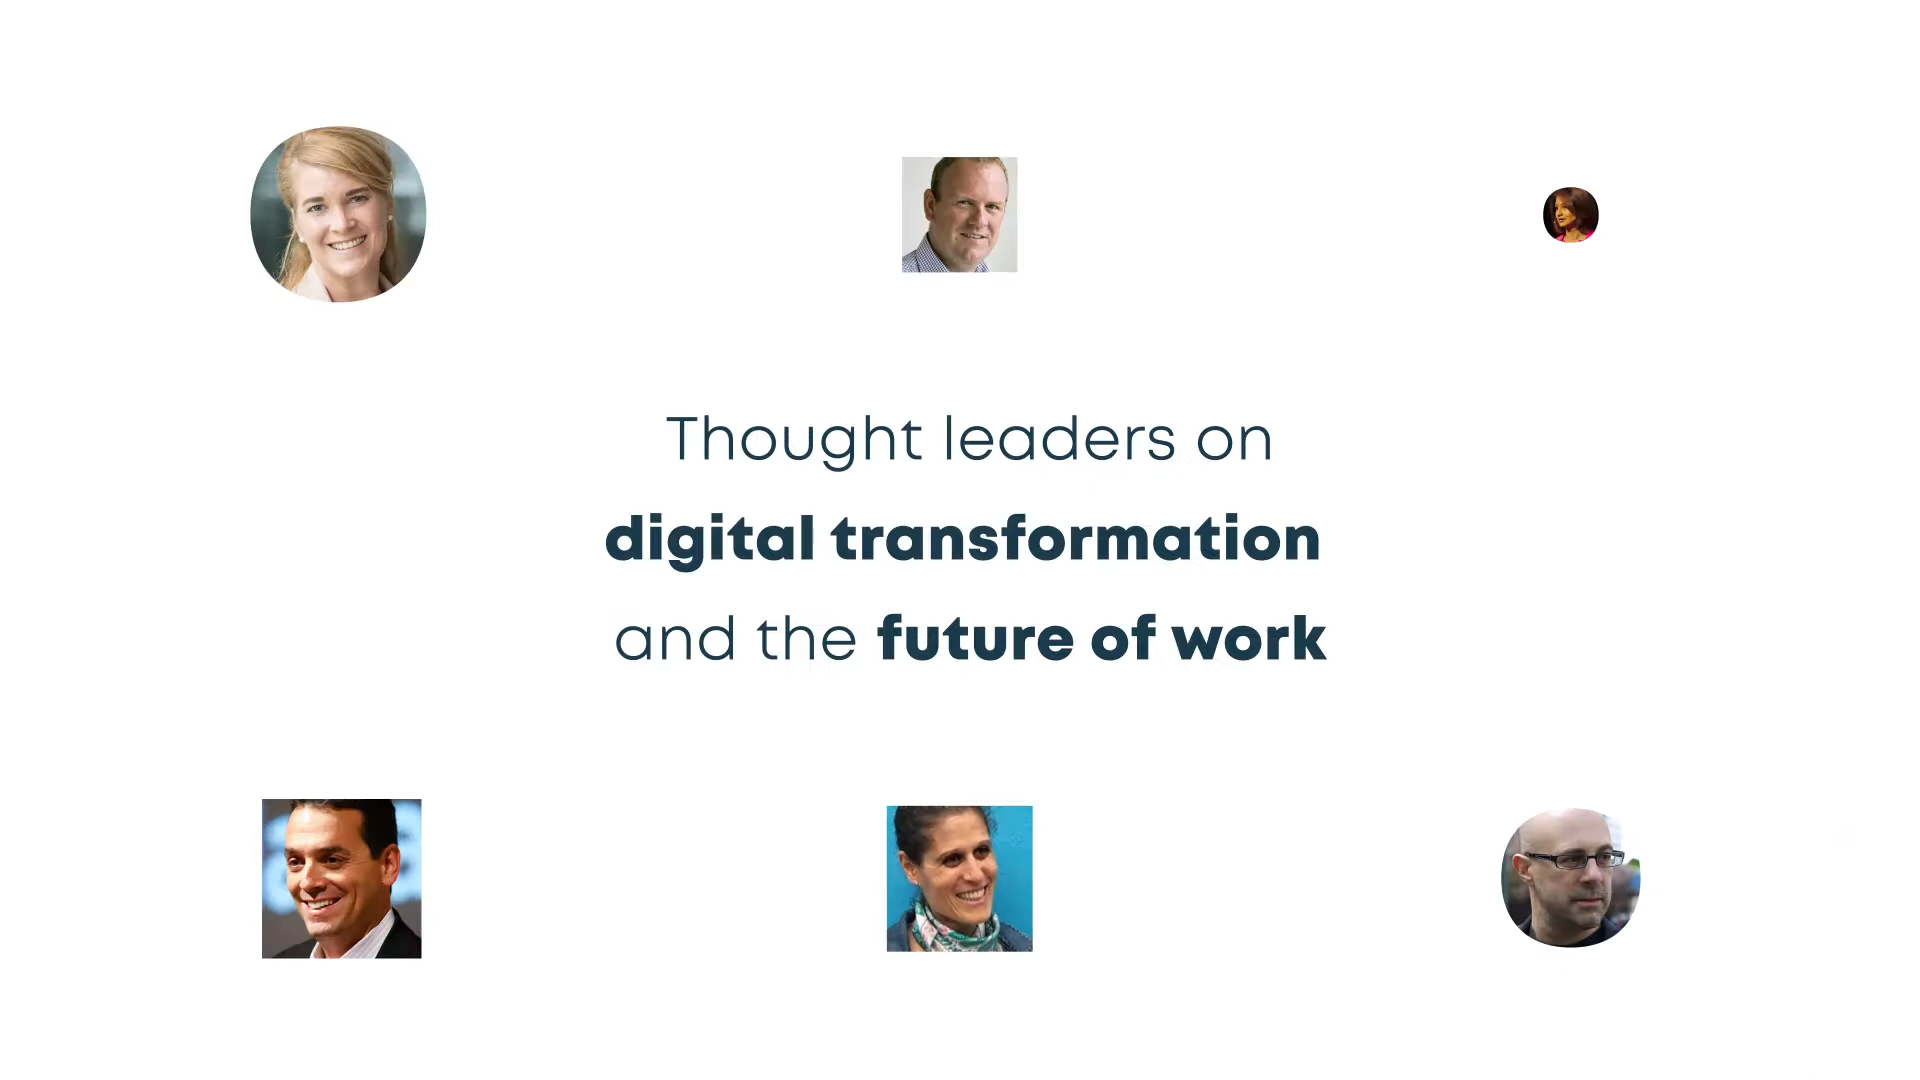 Thought leaders on
digital transformation
and the future of work